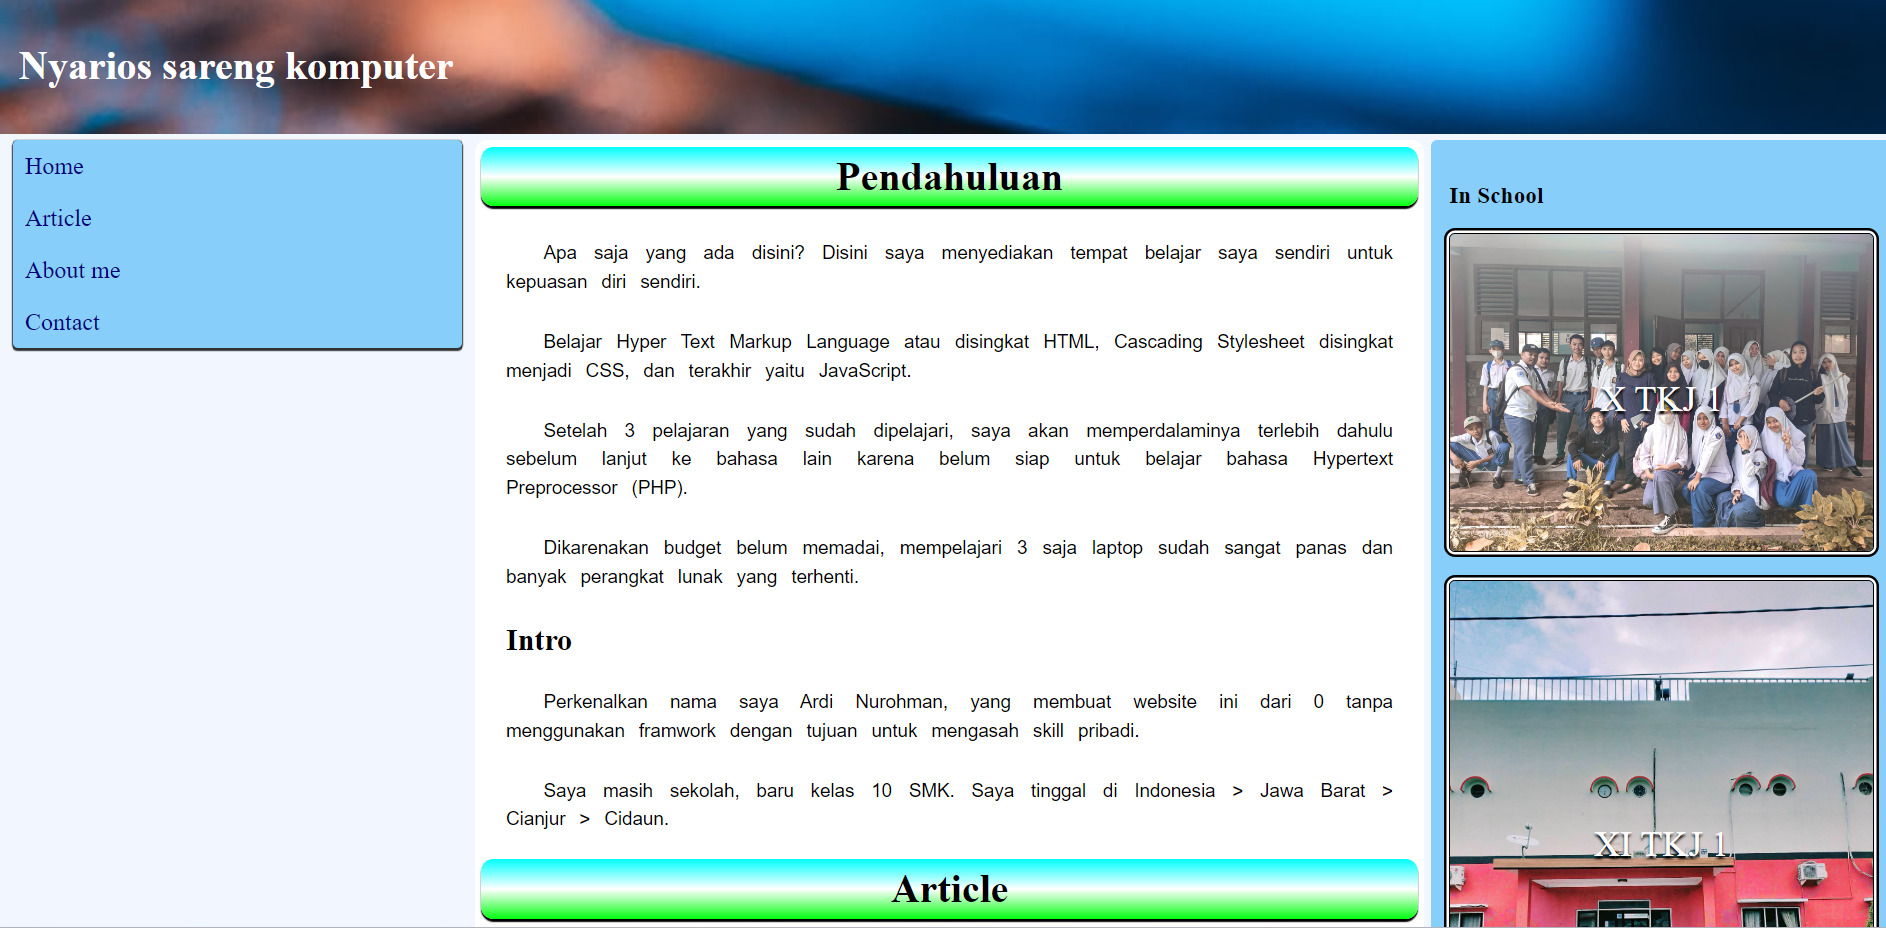 Nyarios sareng komputer
Home
Article
About me
Contact
Pendahuluan
Apa saja yang ada disini? Disini saya menyediakan tempat belajar saya sendiri untuk
kepuasan diri sendiri.
Belajar Hyper Text Markup Language atau disingkat HTML, Cascading Stylesheet disingkat
menjadi CSS, dan terakhir yaitu JavaScript.
Setelah 3 pelajaran yang sudah dipelajari, saya akan memperdalaminya terlebih dahulu
sebelum lanjut ke bahasa lain karena belum siap untuk belajar bahasa Hypertext
Preprocessor (PHP).
Dikarenakan budget belum memadai, mempelajari 3 saja laptop sudah sangat panas dan
banyak perangkat lunak yang terhenti.
Intro
Perkenalkan nama saya Ardi Nurohman, yang membuat website ini dari 0 tanpa
menggunakan framwork dengan tujuan untuk mengasah skill pribadi.
Saya masih sekolah, baru kelas 10 SMK. Saya tinggal di Indonesia > Jawa Barat >
Cianjur > Cidaun.
Article
In School
X TKJ 1
XI TKJ 1